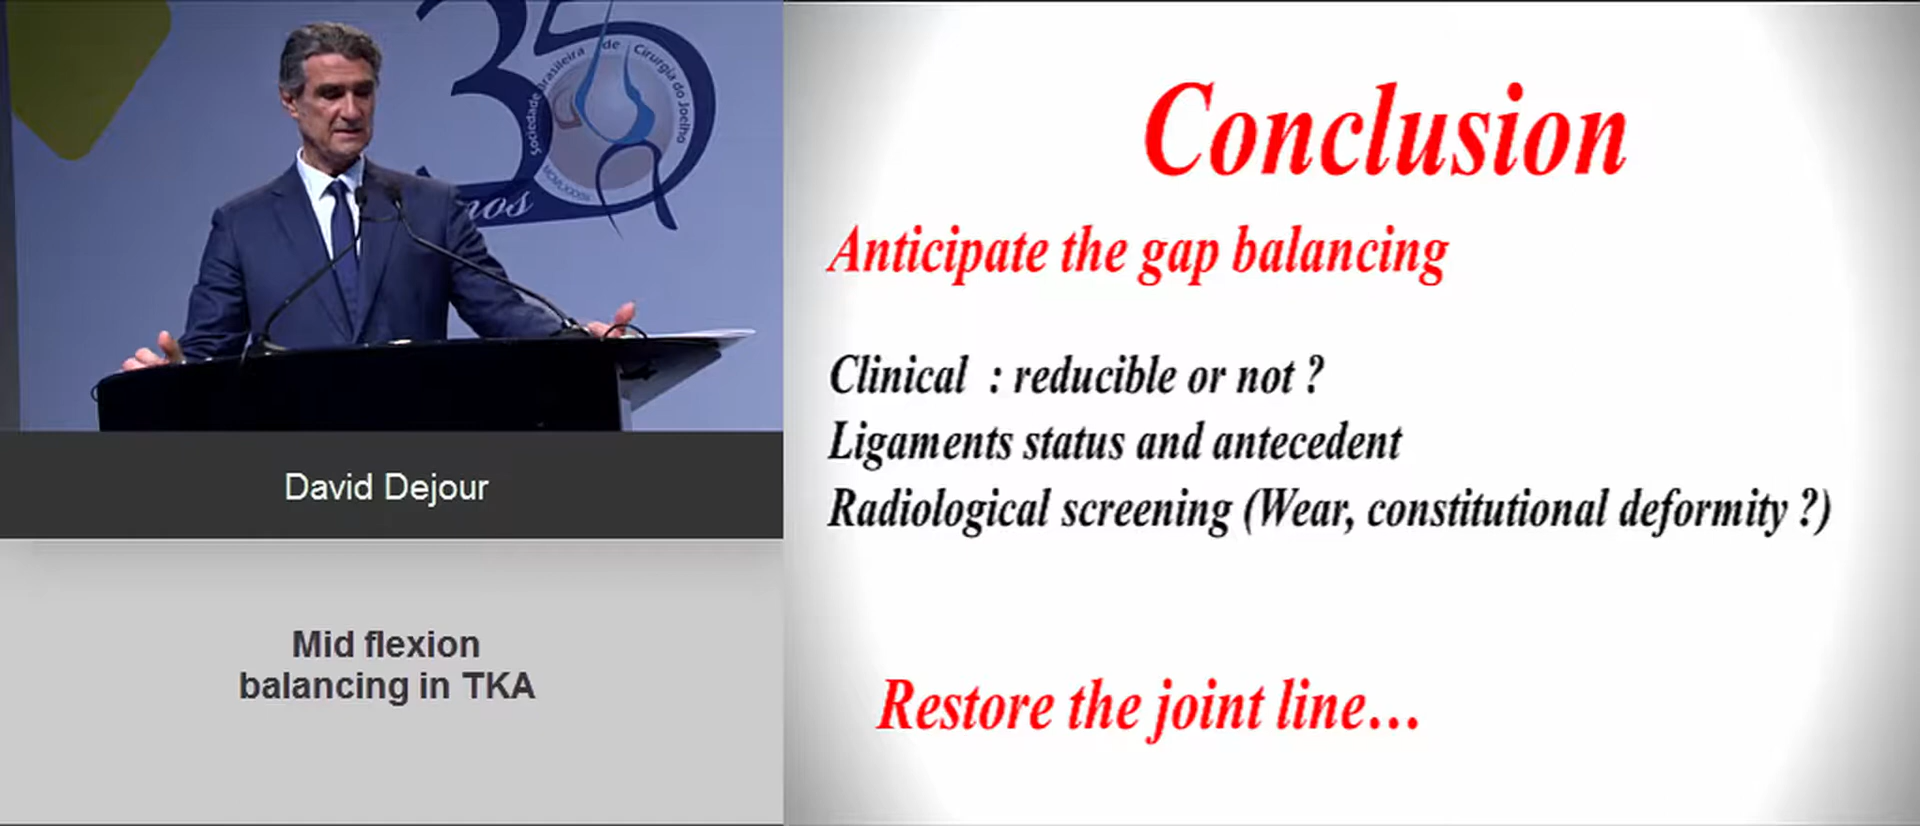 35
Sociedade Brasileira de Cirurgia do Joelho
David Dejour
Mid flexion
balancing in TKA
Conclusion
Anticipate the gap balancing
Clinical : reducible or not ?
Ligaments status and antecedent
Radiological screening (Wear, constitutional deformity ?)
Restore the joint line...